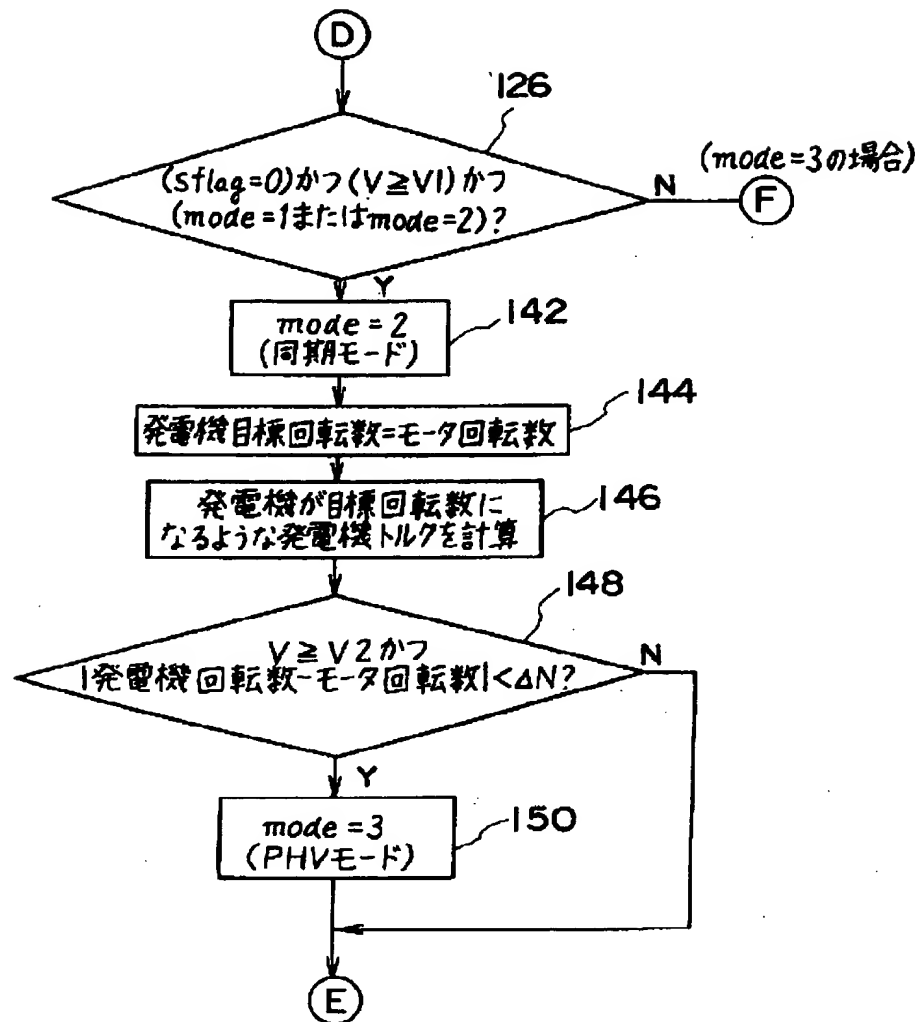 D
126
(sflag=0)かつ(V≧V1)かつ
(mode=1またはmode=2)?
N
(mode=3の場合)
F
Y
mode=2
(同期モード)
142
発電機目標回転数=モータ回転数
144
発電機が目標回転数に
なるような発電機トルクを計算
146
148
V≧V2かつ
|発電機回転数-モータ回転数|<ΔN?
N
Y
mode=3
(PHVモード)
150
E